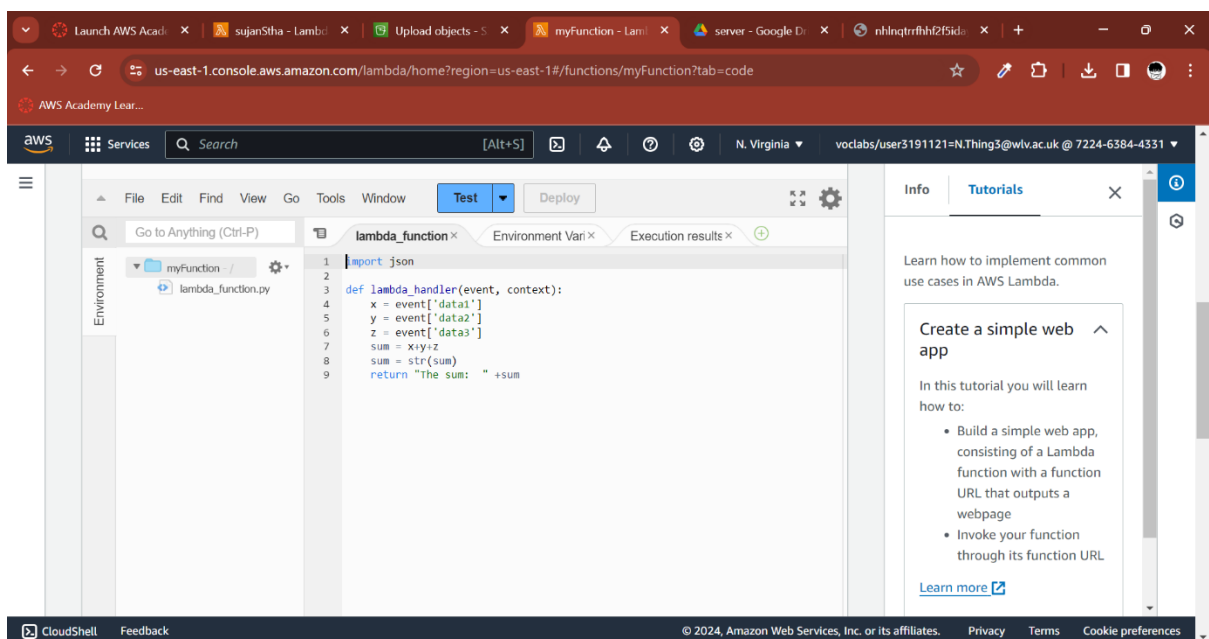 Launch AWS Acade
sujanStha - Lambd
Upload objects - S
myFunction - Lam
server - Google Dri
us-east-1.console.aws.amazon.com/lambda/home?region=us-east-1#/functions/myFunction?tab=code
AWS Academy Lear...
aws Services Search [Alt+S] N. Virginia voclabs/user3191121=N.Thing3@wlv.ac.uk @ 7224-6384-4331
File Edit Find View Go Tools Window Test Deploy
Go to Anything (Ctrl-P)
lambda_function Environment Vari Execution results
Environment
myFunction - /
lambda_function.py
1 import json
2
3 def lambda_handler(event, context):
4 x = event['data1']
5 y = event['data2']
6 z = event['data3']
7 sum = x+y+z
8 sum = str(sum)
9 return "The sum:  " +sum
Info Tutorials
Learn how to implement common
use cases in AWS Lambda.
Create a simple web
app
In this tutorial you will learn
how to:
• Build a simple web app,
consisting of a Lambda
function with a function
URL that outputs a
webpage
• Invoke your function
through its function URL
Learn more
CloudShell Feedback © 2024, Amazon Web Services, Inc. or its affiliates. Privacy Terms Cookie preferences